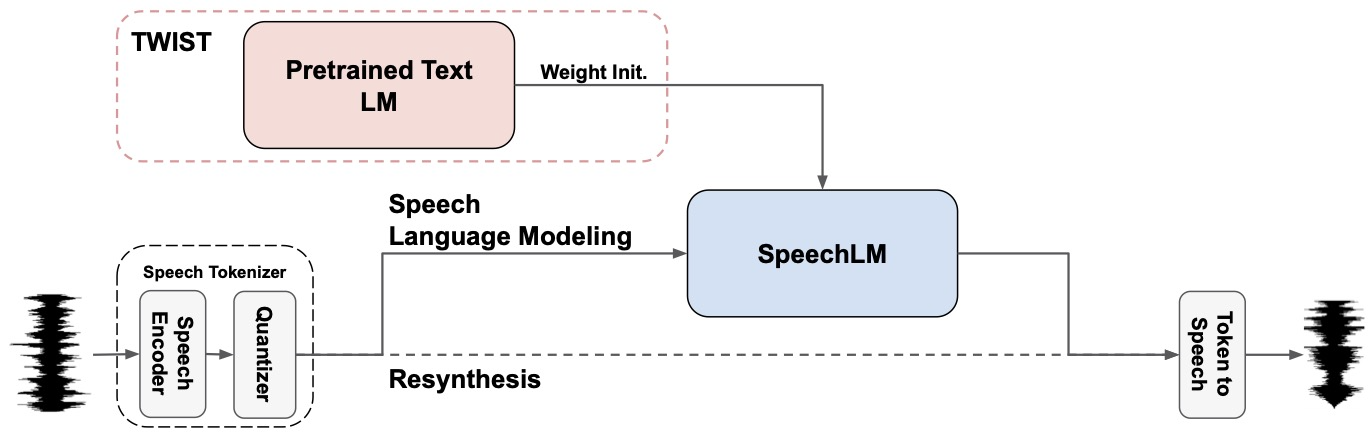 TWIST
Pretrained Text
LM
Weight Init.
Speech
Language Modeling
SpeechLM
Speech Tokenizer
Speech
Encoder
Quantizer
Resynthesis
Token to
Speech